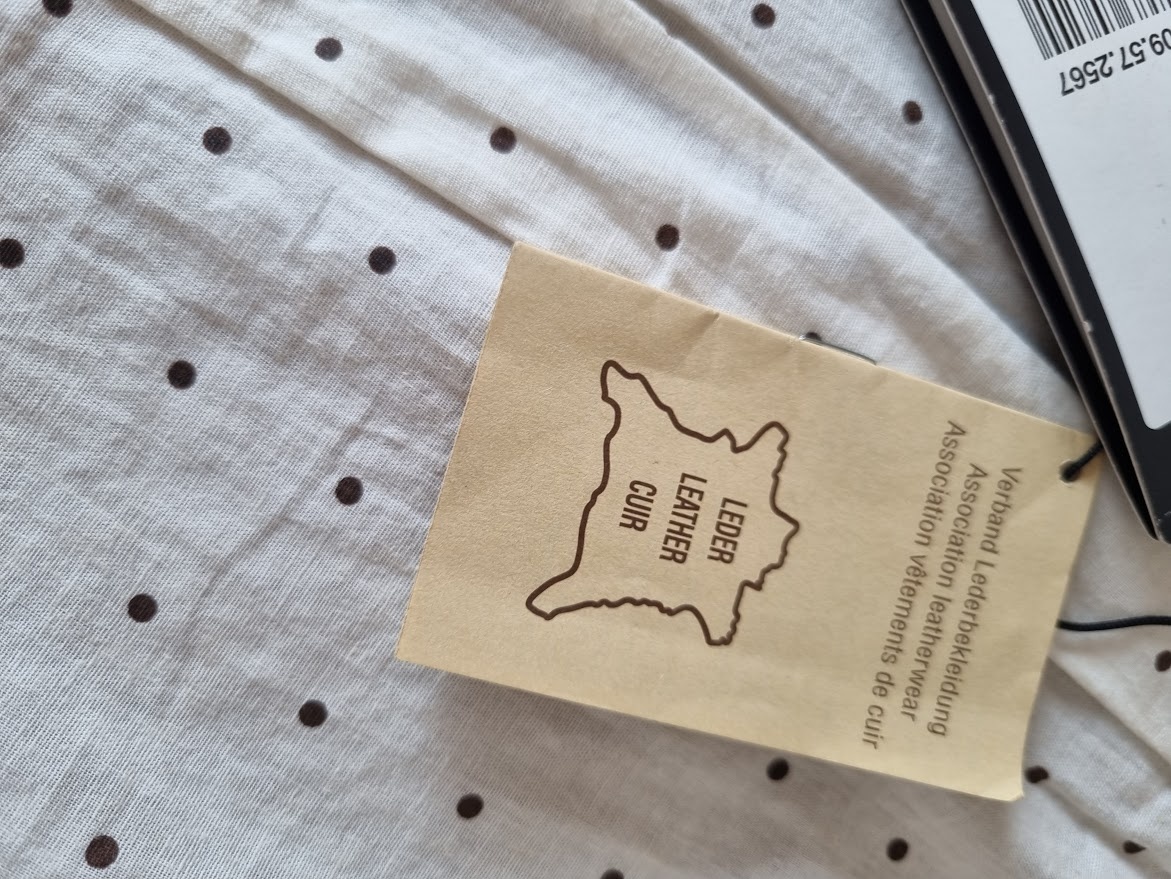 Verband Lederbekleidung
Association leatherwear
Association vêtements de cuir
LEDER
LEATHER
CUIR
09.57.2567